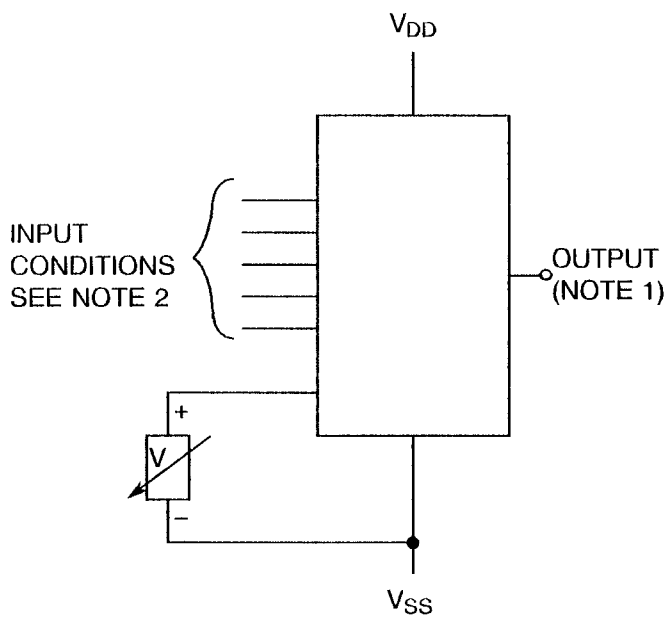 VDD
INPUT
CONDITIONS
SEE NOTE 2
OUTPUT
(NOTE 1)
+
V
−
VSS